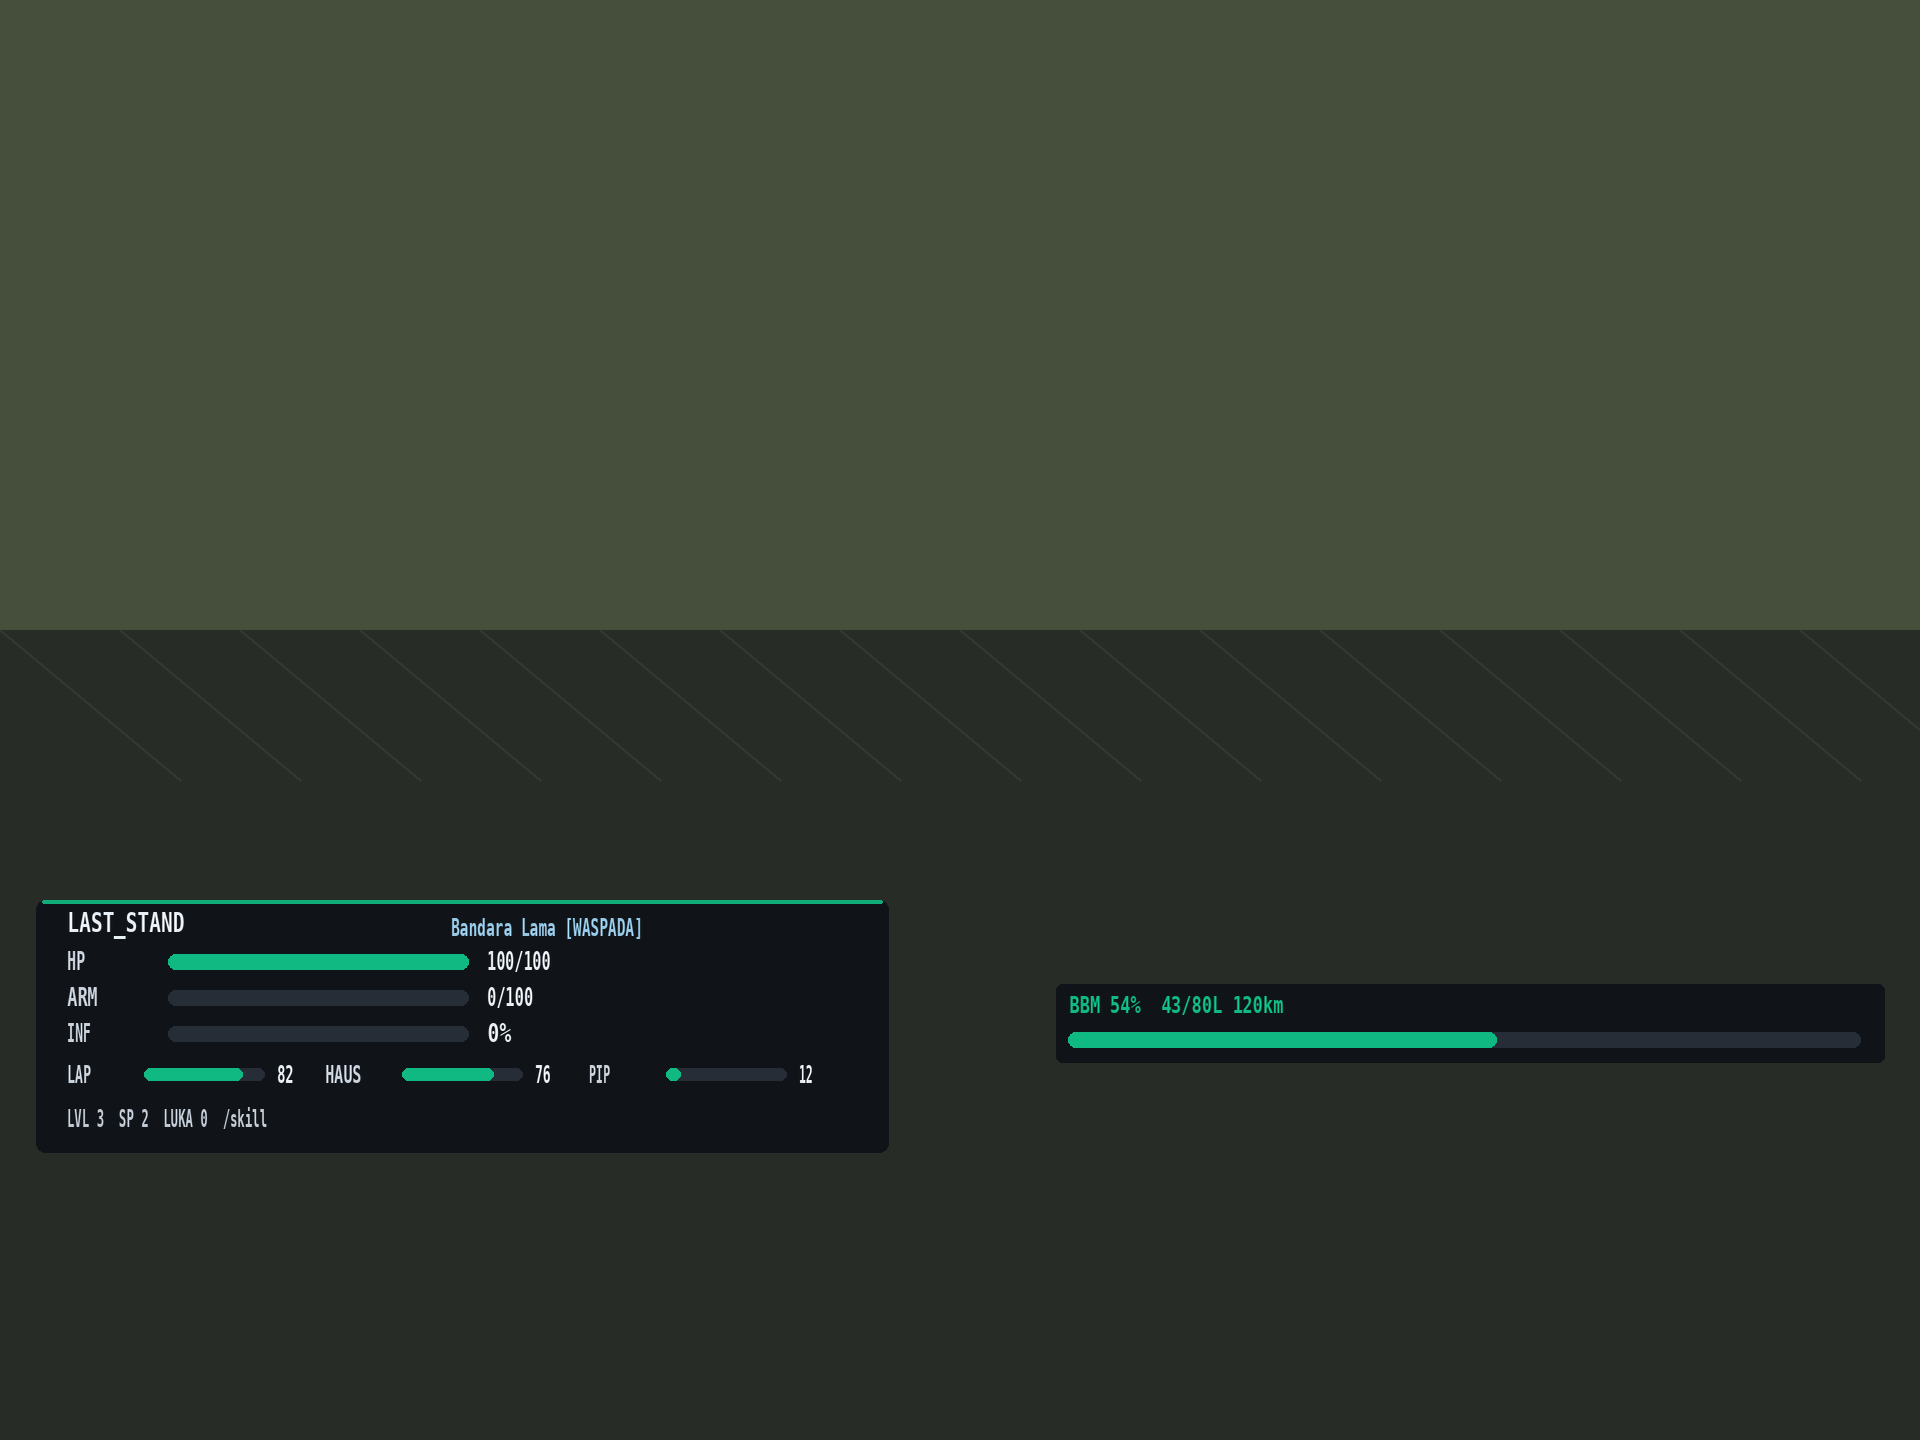 LAST_STAND Bandara Lama [WASPADA]
HP 100/100
ARM 0/100
INF 0%
LAP 82 HAUS 76 PIP 12
LVL 3 SP 2 LUKA 0 /skill
BBM 54% 43/80L 120km